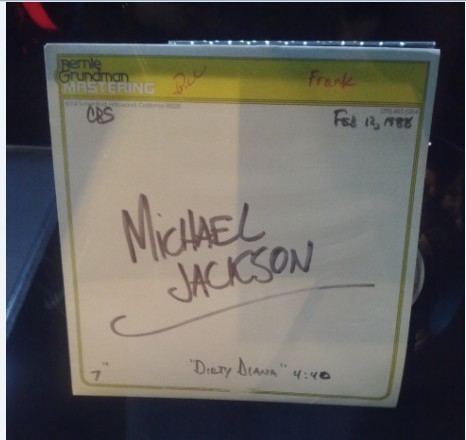 Bernie
Grundman
MASTERING
Frank
CBS
Feb 12, 1988
MICHAEL
JACKSON
7"
"DIRTY DIANA" 4:40